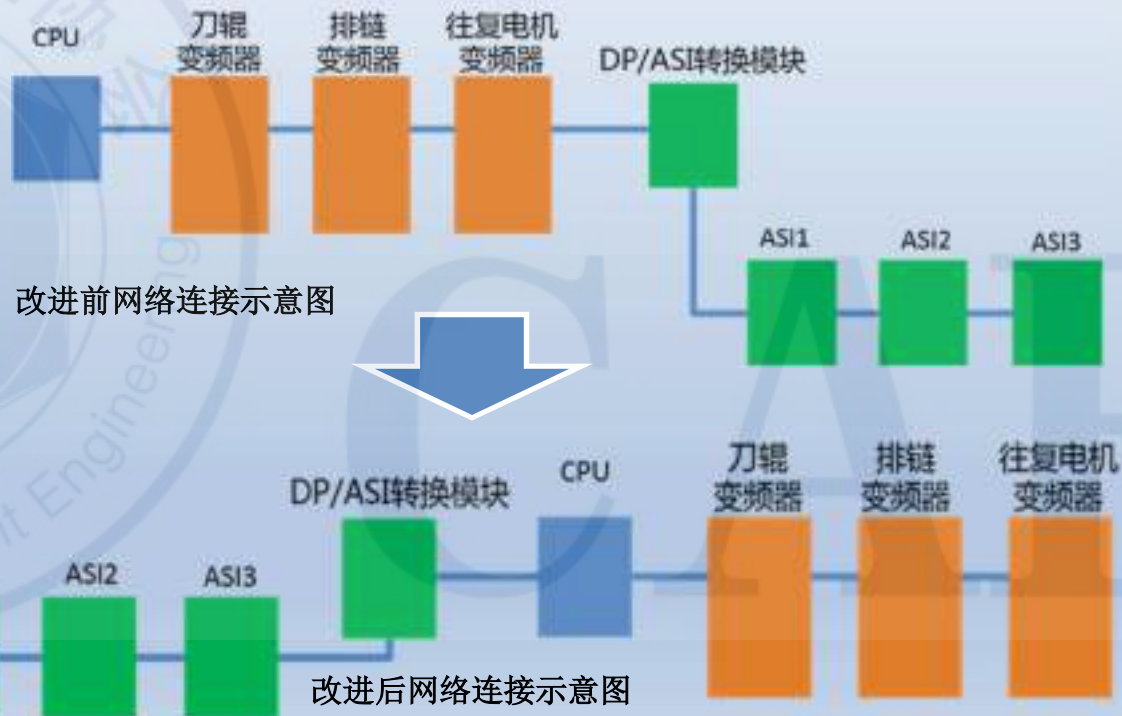 CPU
刀辊
变频器
排链
变频器
往复电机
变频器
DP/ASI转换模块
ASI1
ASI2
ASI3
改进前网络连接示意图
DP/ASI转换模块
CPU
刀辊
变频器
排链
变频器
往复电机
变频器
ASI2
ASI3
改进后网络连接示意图